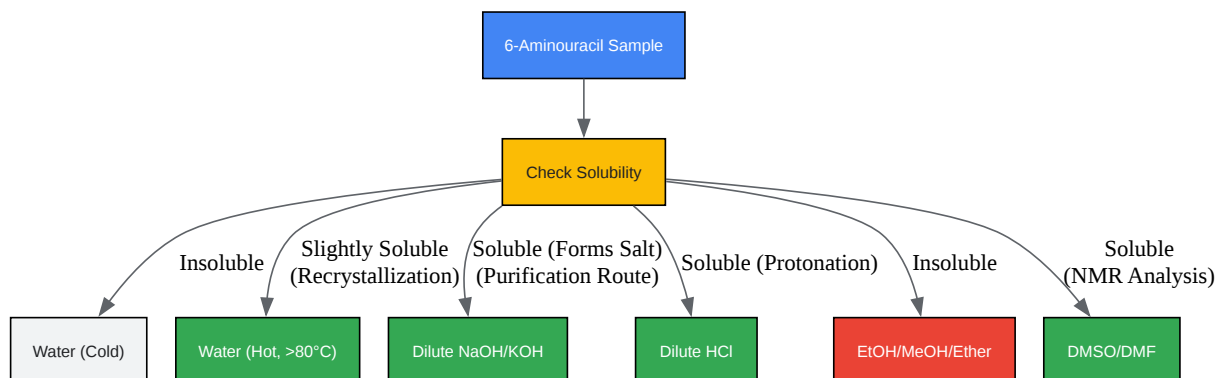 6-Aminouracil Sample
Check Solubility
Insoluble
Slightly Soluble
(Recrystallization)
Soluble (Forms Salt)
(Purification Route)
Soluble (Protonation)
Insoluble
Soluble
(NMR Analysis)
Water (Cold)
Water (Hot, >80°C)
Dilute NaOH/KOH
Dilute HCl
EtOH/MeOH/Ether
DMSO/DMF